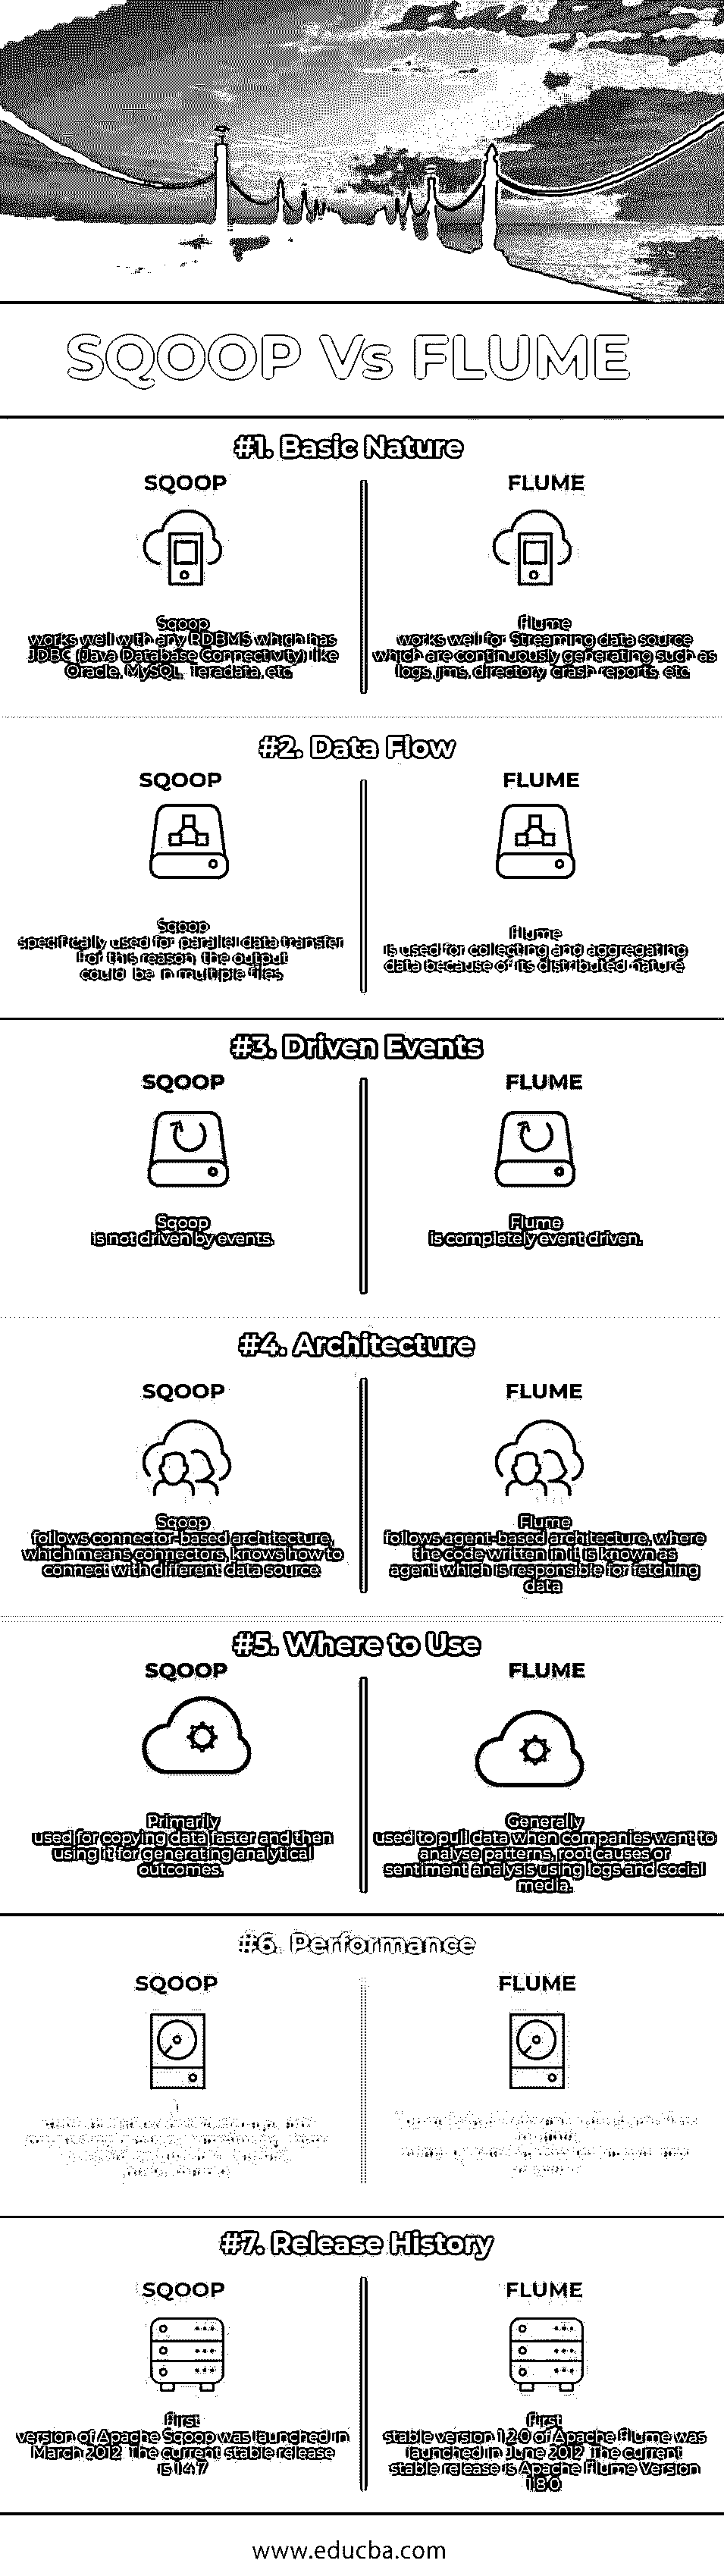 SQOOP Vs FLUME
#1. Basic Nature
SQOOP
Sqoop
works well with any RDBMS which has
JDBC (Java Database Connectivity) like
Oracle, MySQL, Teradata, etc
FLUME
Flume
works well for Streaming data source
which are continuously generating such as
logs, jms, directory, crash reports, etc
#2. Data Flow
SQOOP
Sqoop
specifically used for parallel data transfer
For this reason, the output
could be in multiple files
FLUME
Flume
is used for collecting and aggregating
data because of its distributed nature
#3. Driven Events
SQOOP
Sqoop
is not driven by events.
FLUME
Flume
is completely event driven.
#4. Architecture
SQOOP
Sqoop
follows connector-based architecture,
which means connectors, knows how to
connect with different data source
FLUME
Flume
follows agent-based architecture, where
the code written in it is known as
agent which is responsible for fetching
data
#5. Where to Use
SQOOP
Primarily
used for copying data faster and then
using it for generating analytical
outcomes.
FLUME
Generally
used to pull data when companies want to
analyse patterns, root causes or
sentiment analysis using logs and social
media.
#6. Performance
SQOOP
FLUME
#7. Release History
SQOOP
First
version of Apache Sqoop was launched in
March 2012. The current stable release
is 1.4.7
FLUME
First
stable version 1.2.0 of Apache Flume was
launched in June 2012. The current
stable release is Apache Flume Version
1.8.0
www.educba.com